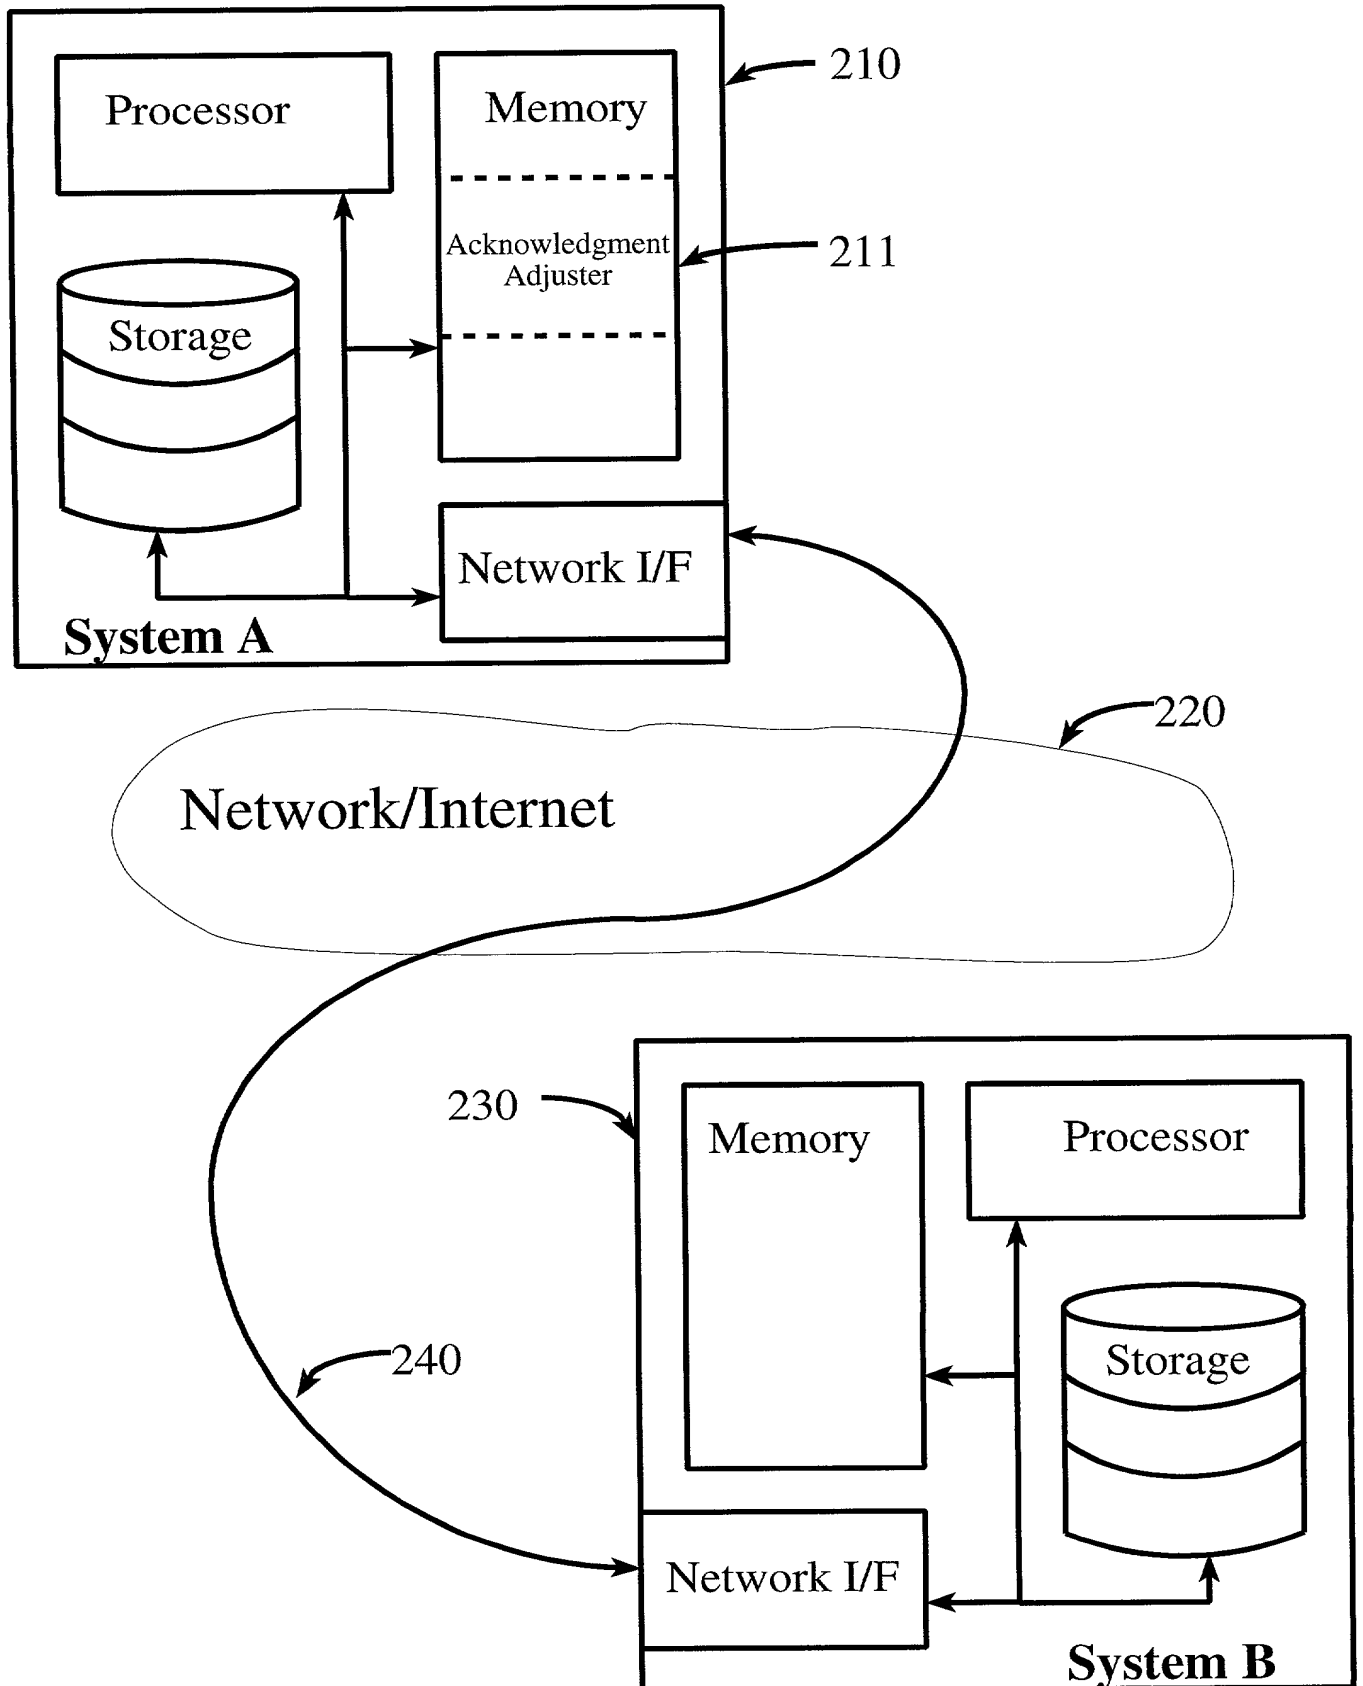 210
Processor
Memory
Acknowledgment
Adjuster
211
Storage
Network I/F
System A
220
Network/Internet
230
Memory
Processor
240
Storage
Network I/F
System B